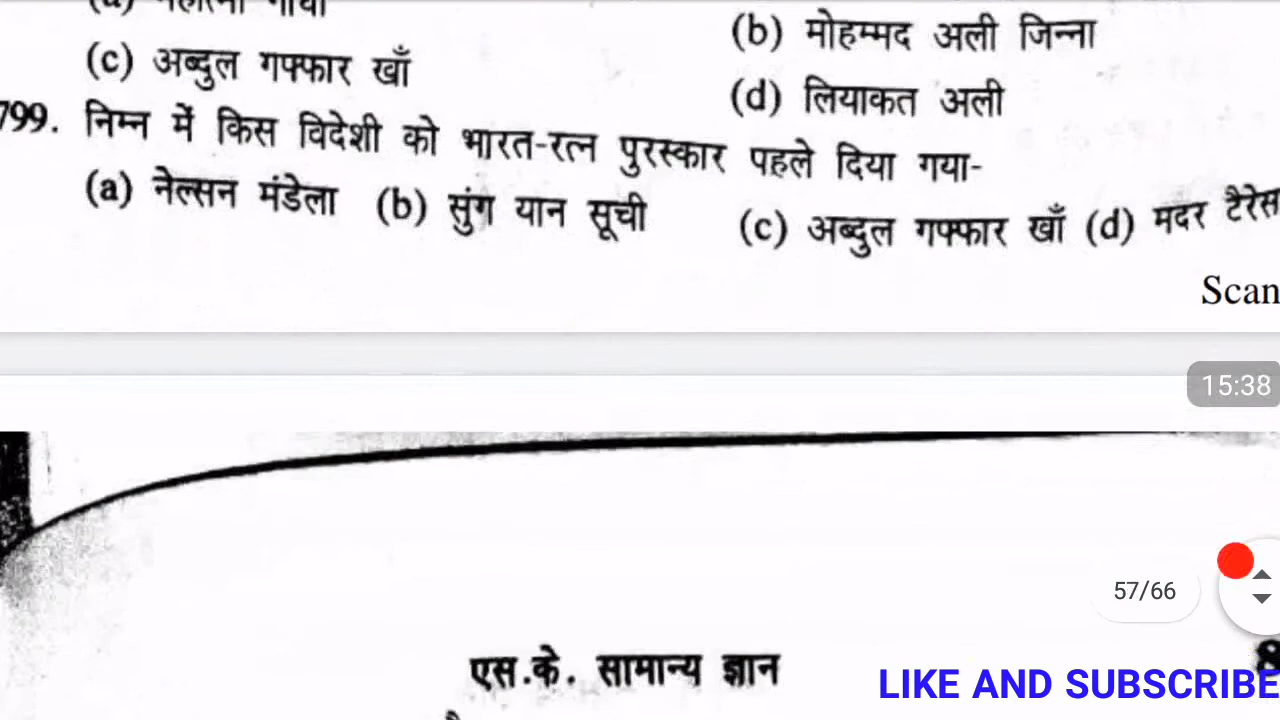 (b) मोहम्मद अली जिन्ना
(c) अब्दुल गफ्फार खाँ
(d) लियाकत अली
799. निम्न में किस विदेशी को भारत-रत्न पुरस्कार पहले दिया गया-
(a) नेल्सन मंडेला (b) सुंग यान सूची (c) अब्दुल गफ्फार खाँ (d) मदर टैरेस
Scan
15:38
57/66
एस.के. सामान्य ज्ञान
LIKE AND SUBSCRIBE